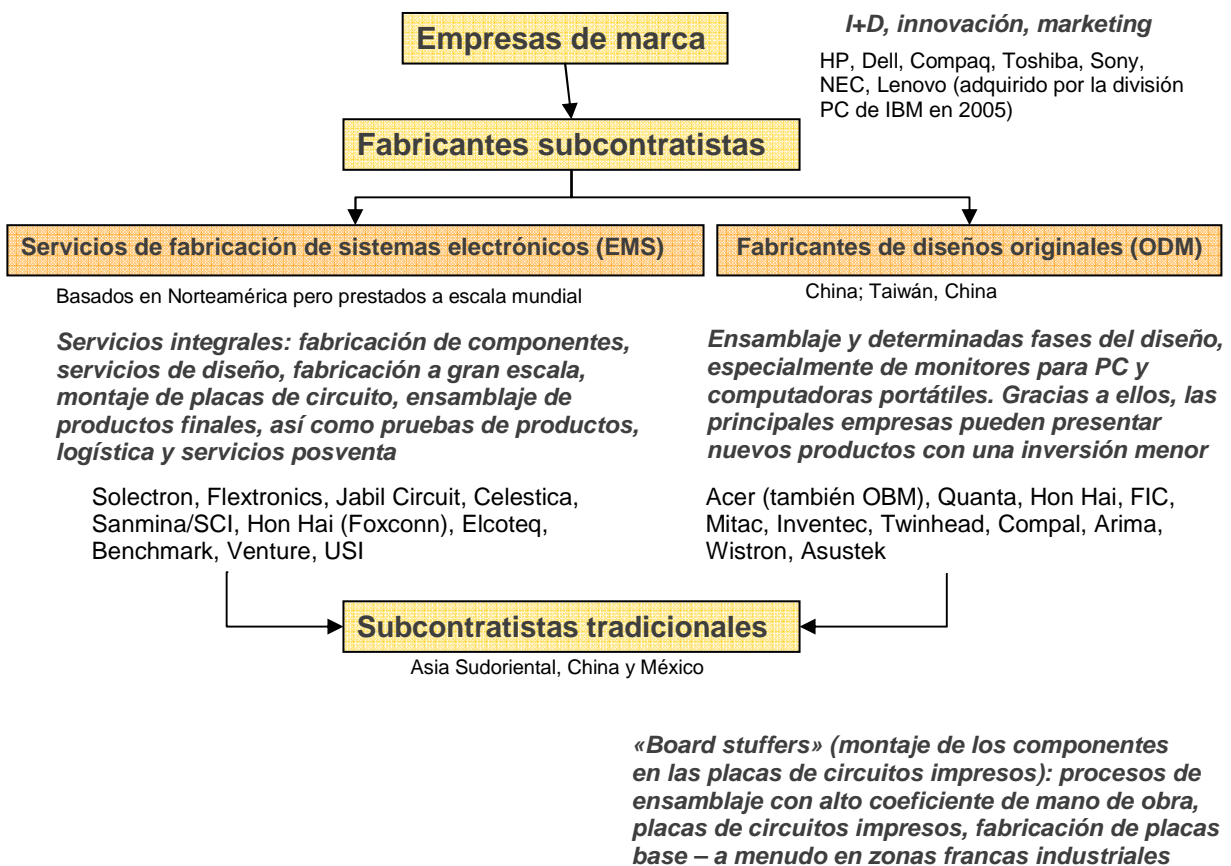 Empresas de marca
I+D, innovación, marketing
HP, Dell, Compaq, Toshiba, Sony,
NEC, Lenovo (adquirido por la división
PC de IBM en 2005)
Fabricantes subcontratistas
Servicios de fabricación de sistemas electrónicos (EMS)
Basados en Norteamérica pero prestados a escala mundial
Servicios integrales: fabricación de componentes,
servicios de diseño, fabricación a gran escala,
montaje de placas de circuito, ensamblaje de
productos finales, así como pruebas de productos,
logística y servicios posventa
Solectron, Flextronics, Jabil Circuit, Celestica,
Sanmina/SCI, Hon Hai (Foxconn), Elcoteq,
Benchmark, Venture, USI
Fabricantes de diseños originales (ODM)
China; Taiwán, China
Ensamblaje y determinadas fases del diseño,
especialmente de monitores para PC y
computadoras portátiles. Gracias a ellos, las
principales empresas pueden presentar
nuevos productos con una inversión menor
Acer (también OBM), Quanta, Hon Hai, FIC,
Mitac, Inventec, Twinhead, Compal, Arima,
Wistron, Asustek
Subcontratistas tradicionales
Asia Sudoriental, China y México
«Board stuffers» (montaje de los componentes
en las placas de circuitos impresos): procesos de
ensamblaje con alto coeficiente de mano de obra,
placas de circuitos impresos, fabricación de placas
base – a menudo en zonas francas industriales